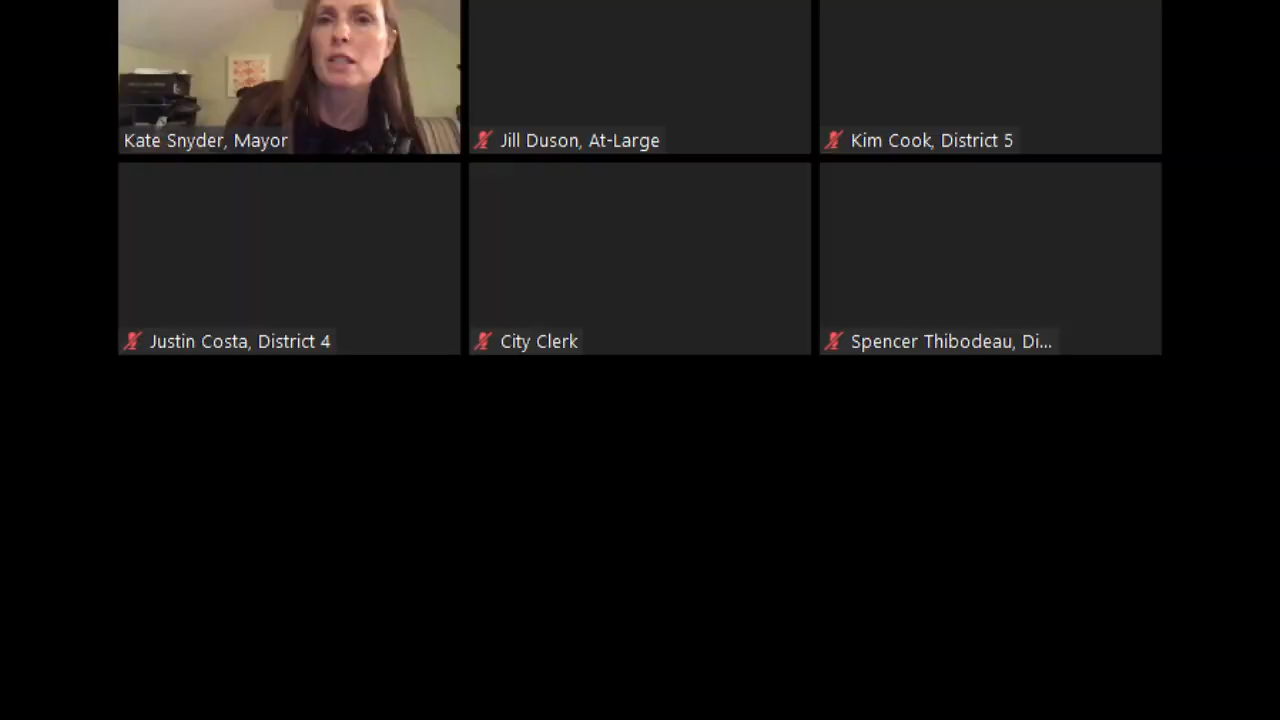 Kate Snyder, Mayor
Jill Duson, At-Large
Kim Cook, District 5
Justin Costa, District 4
City Clerk
Spencer Thibodeau, Di...